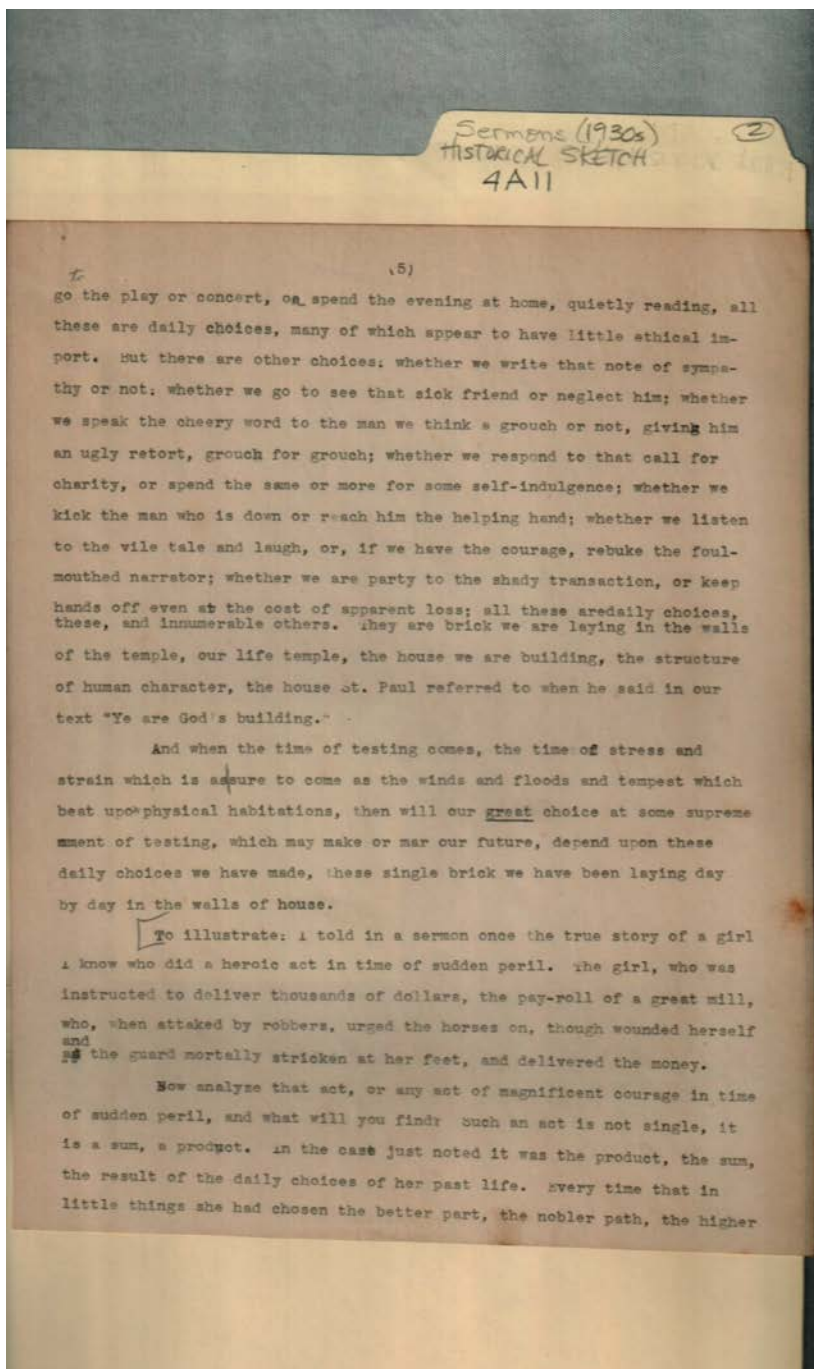 Sermons (1930s) 2
HISTORICAL SKETCH
4A11
(5)
to
go the play or concert, or spend the evening at home, quietly reading, all
these are daily choices, many of which appear to have little ethical im-
port. But there are other choices; whether we write that note of sympa-
thy or not; whether we go to see that sick friend or neglect him; whether
we speak the cheery word to the man we think a grouch or not, giving him
an ugly retort, grouch for grouch; whether we respond to that call for
charity, or spend the same or more for some self-indulgence; whether we
kick the man who is down or reach him the helping hand; whether we listen
to the vile tale and laugh, or, if we have the courage, rebuke the foul-
mouthed narrator; whether we are party to the shady transaction, or keep
hands off even at the cost of apparent loss; all these aredaily choices,
these, and innumerable others. They are brick we are laying in the walls
of the temple, our life temple, the house we are building, the structure
of human character, the house St. Paul referred to when he said in our
text "Ye are God's building."
And when the time of testing comes, the time of stress and
strain which is as sure to come as the winds and floods and tempest which
beat upon physical habitations, then will our great choice at some supreme
mment of testing, which may make or mar our future, depend upon these
daily choices we have made, these single brick we have been laying day
by day in the walls of house.
To illustrate: I told in a sermon once the true story of a girl
I know who did a heroic act in time of sudden peril. The girl, who was
instructed to deliver thousands of dollars, the pay-roll of a great mill,
who, when attaked by robbers, urged the horses on, though wounded herself
and
the guard mortally stricken at her feet, and delivered the money.
Now analyze that act, or any act of magnificent courage in time
of sudden peril, and what will you find? Such an act is not single, it
is a sum, a product. In the case just noted it was the product, the sum,
the result of the daily choices of her past life. Every time that in
little things she had chosen the better part, the nobler path, the higher